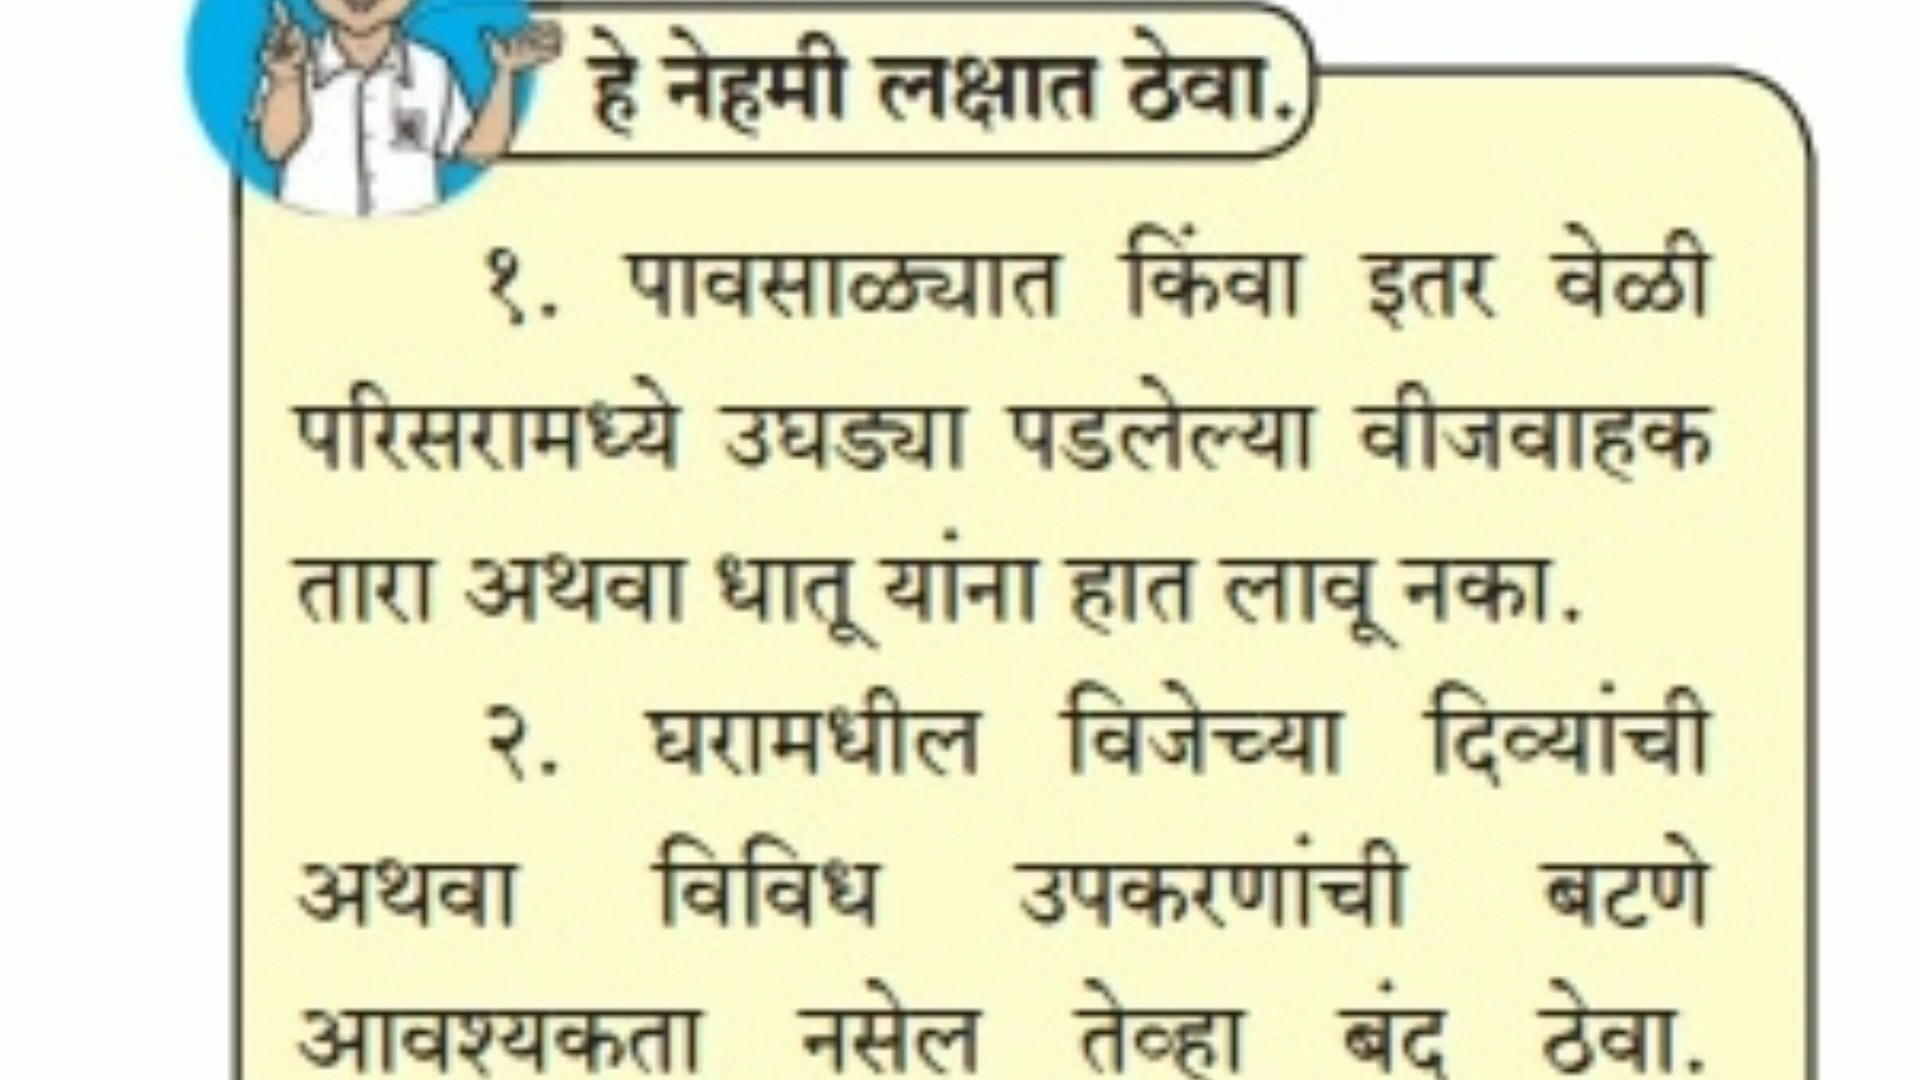 हे नेहमी लक्षात ठेवा.
१. पावसाळ्यात किंवा इतर वेळी
परिसरामध्ये उघड्या पडलेल्या वीजवाहक
तारा अथवा धातू यांना हात लावू नका.
२. घरामधील विजेच्या दिव्यांची
अथवा विविध उपकरणांची बटणे
आवश्यकता नसेल तेव्हा बंद ठेवा.